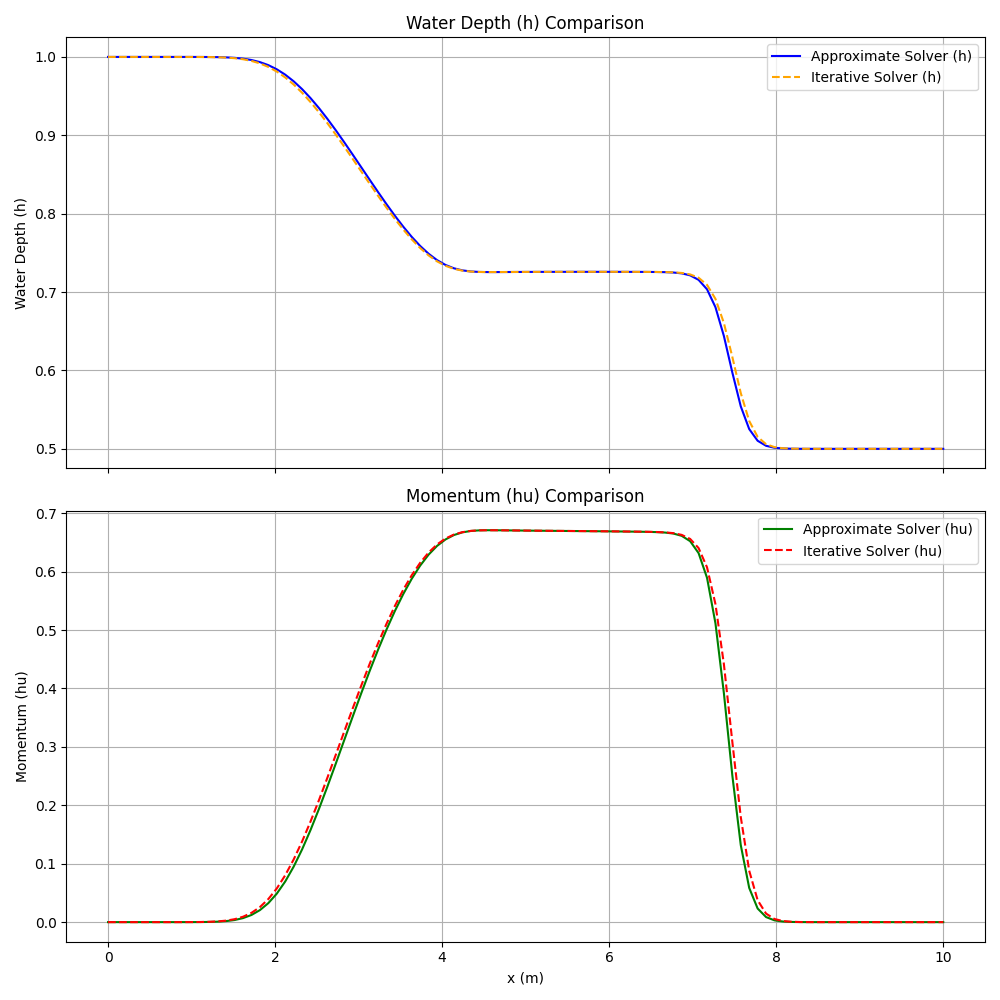 Water Depth (h) Comparison
Approximate Solver (h)
Iterative Solver (h)
Water Depth (h)
1.0
0.9
0.8
0.7
0.6
0.5
Momentum (hu) Comparison
Approximate Solver (hu)
Iterative Solver (hu)
Momentum (hu)
0.7
0.6
0.5
0.4
0.3
0.2
0.1
0.0
0 2 4 6 8 10
x (m)